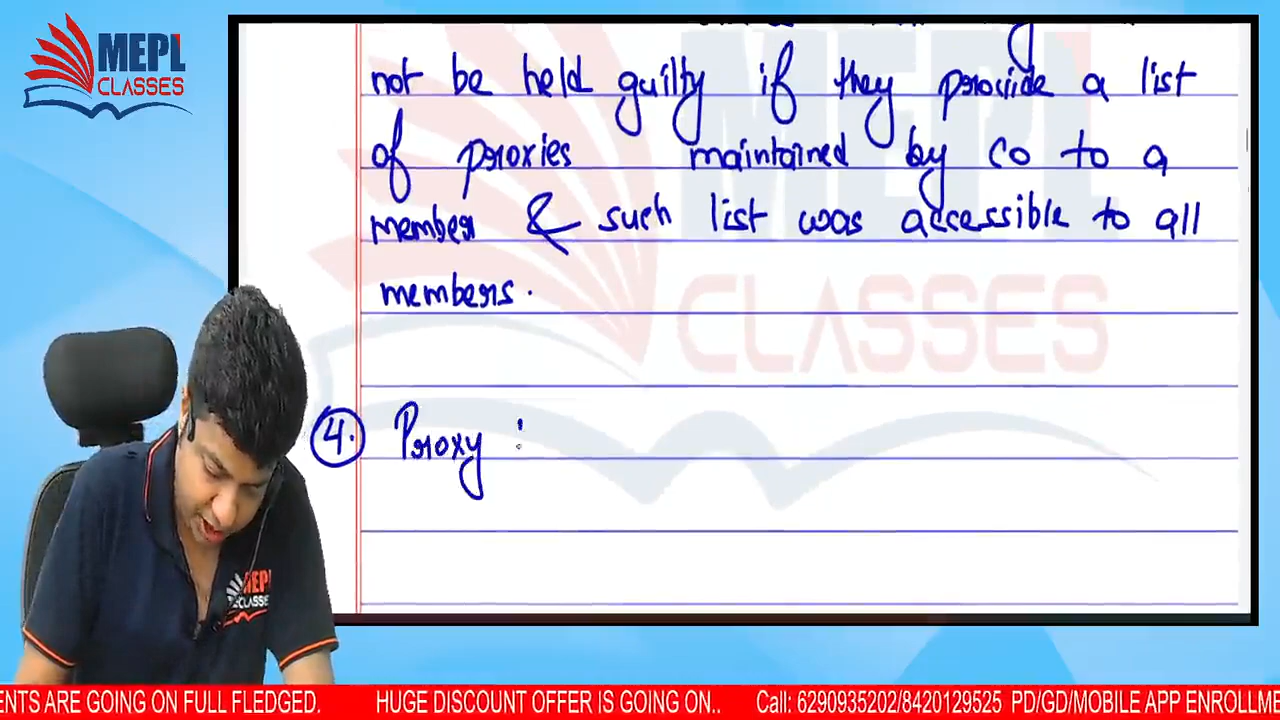 MEPL
CLASSES
not be held guilty if they provide a list
of proxies maintained by co to a
member & such list was accessible to all
members.
4. Proxy :
MEPL
CLASSES
MEPL
CLASSES
ENTS ARE GOING ON FULL FLEDGED. HUGE DISCOUNT OFFER IS GOING ON.. Call: 6290935202/8420129525 PD/GD/MOBILE APP ENROLLME